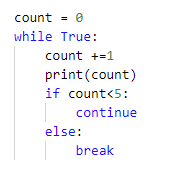 count = 0
while True:
    count +=1
    print(count)
    if count<5:
        continue
    else:
        break